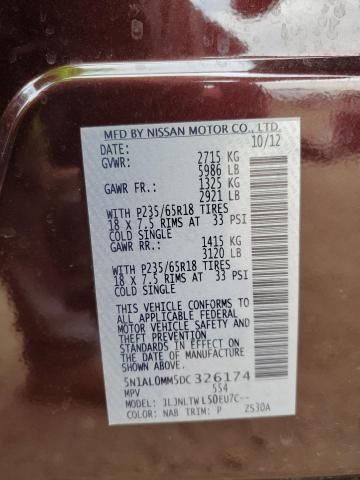 MFD BY NISSAN MOTOR CO., LTD.
DATE: 10/12
GVWR: 2715 KG
5986 LB
GAWR FR.: 1325 KG
2921 LB
WITH P235/65R18 TIRES
18 X 7.5 RIMS AT 33 PSI
COLD SINGLE
GAWR RR.: 1415 KG
3120 LB
WITH P235/65R18 TIRES
18 X 7.5 RIMS AT 33 PSI
COLD SINGLE
THIS VEHICLE CONFORMS TO
ALL APPLICABLE FEDERAL
MOTOR VEHICLE SAFETY AND
THEFT PREVENTION
STANDARDS IN EFFECT ON
THE DATE OF MANUFACTURE
SHOWN ABOVE.
5N1AL0MM5DC326174
MPV 554
MODEL: JLJNLTWL50EU7C--
COLOR: NAB TRIM: P ZS30A